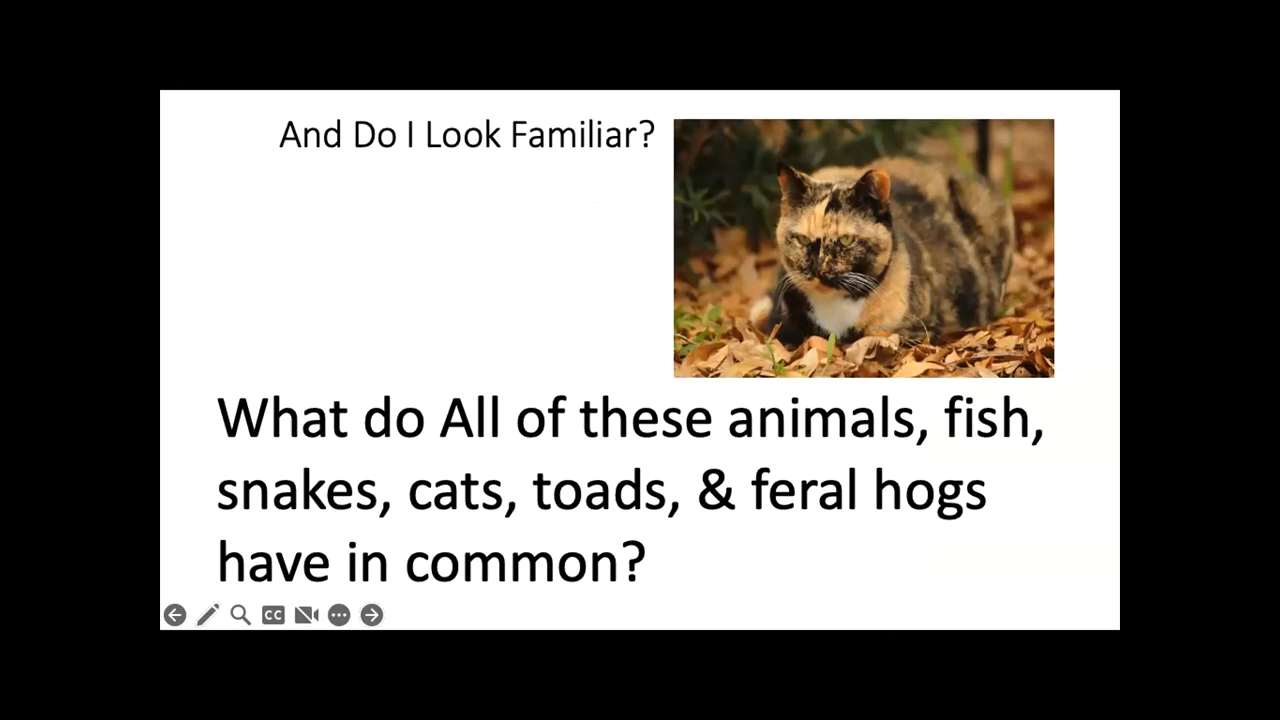 And Do I Look Familiar?
What do All of these animals, fish,
snakes, cats, toads, & feral hogs
have in common?
CC